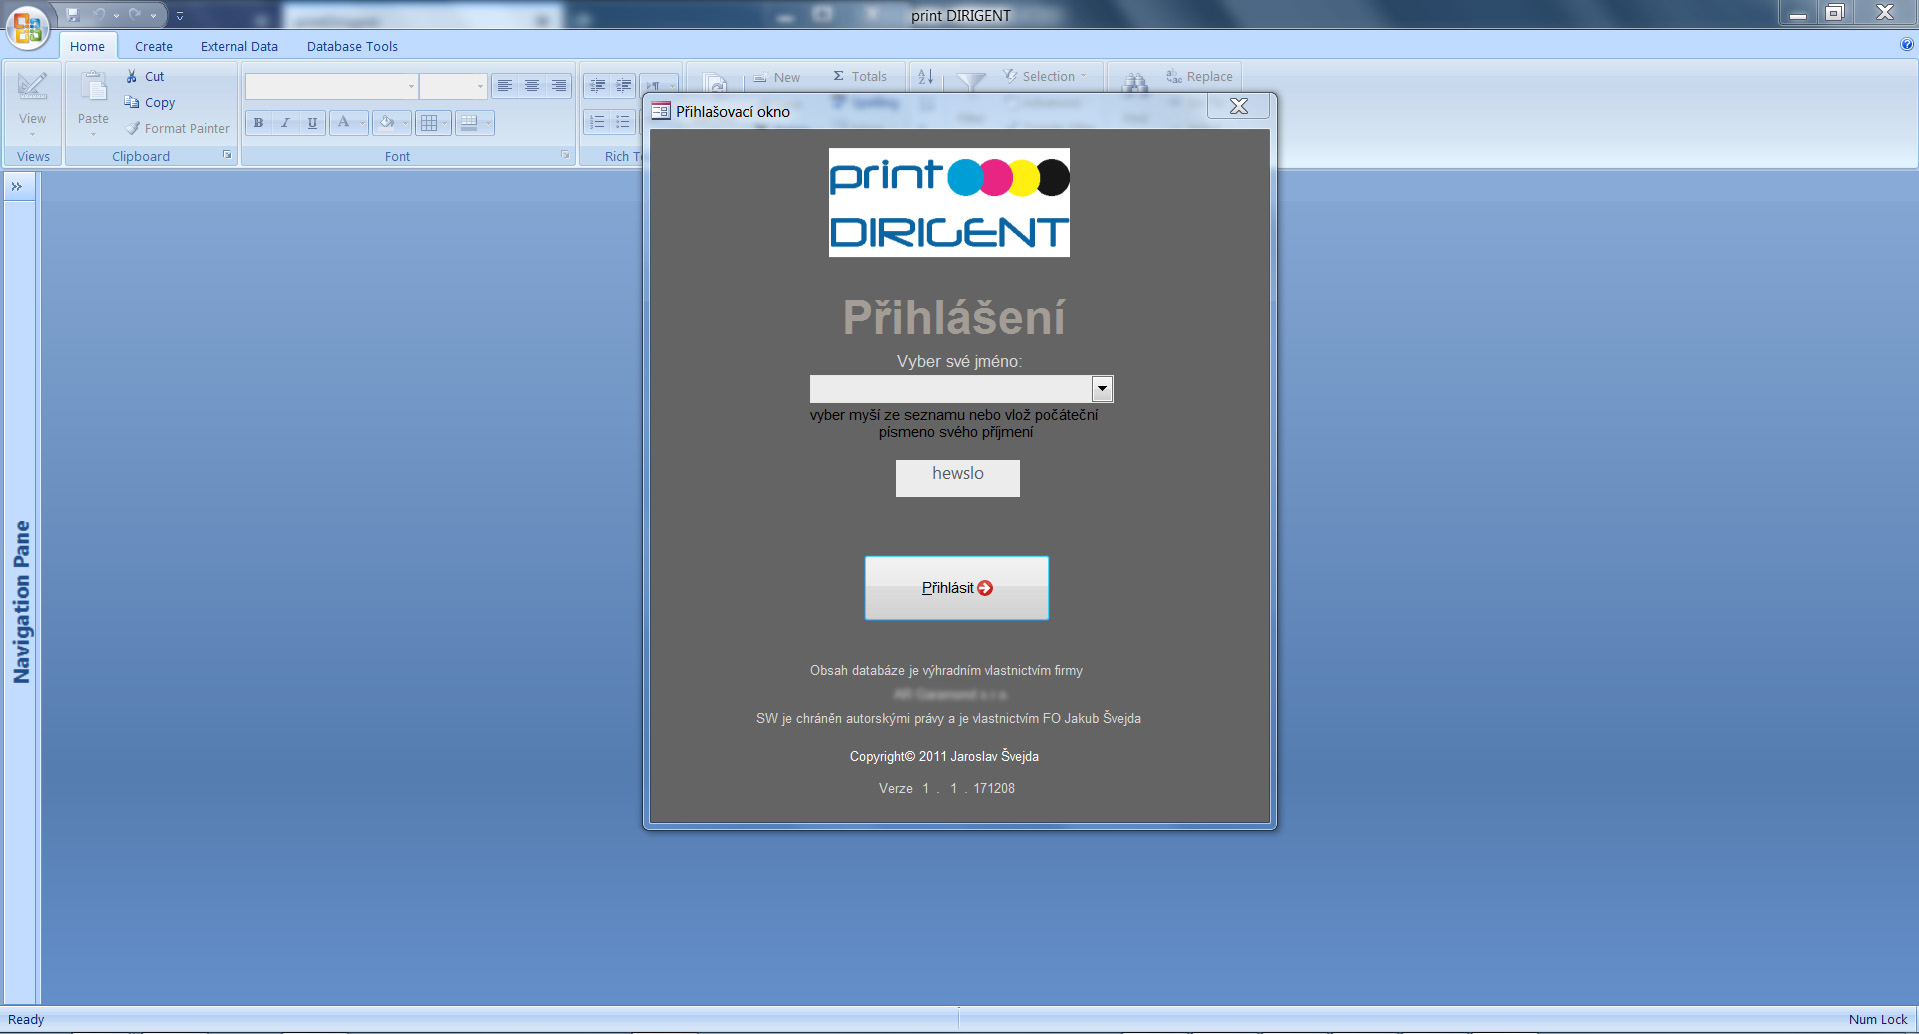 print DIRIGENT
Home Create External Data Database Tools
View
Views
Paste
Cut
Copy
Format Painter
Clipboard
B I U A
Font
Rich T
New
Σ Totals
Spelling
Selection
Replace
Přihlašovací okno
print
DIRIGENT
Přihlášení
Vyber své jméno:
vyber myší ze seznamu nebo vlož počáteční
písmeno svého příjmení
hewslo
Přihlásit
Obsah databáze je výhradním vlastnictvím firmy
SW je chráněn autorskými právy a je vlastnictvím FO Jakub Švejda
Copyright© 2011 Jaroslav Švejda
Verze 1 . 1 . 171208
Navigation Pane
Ready
Num Lock